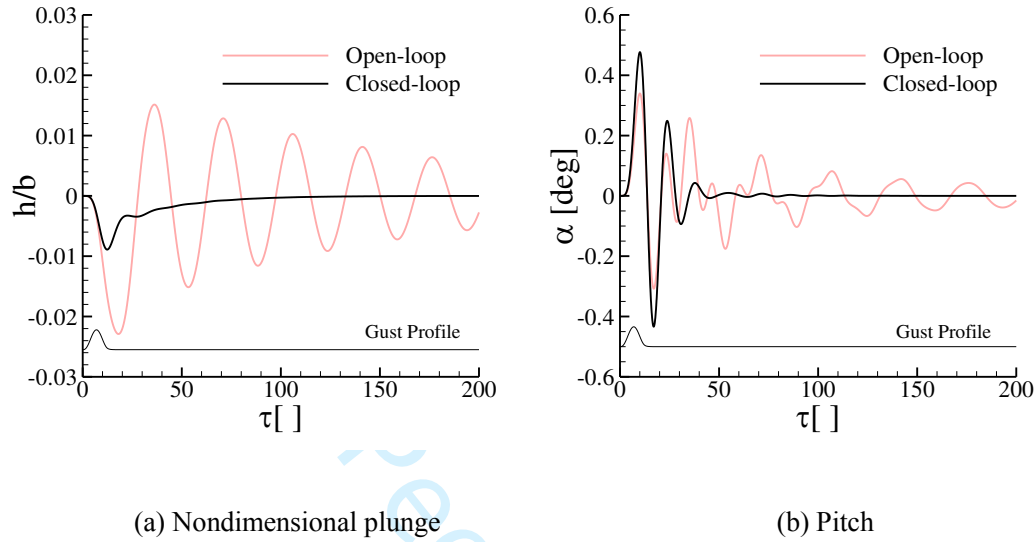 0.03
0.02
0.01
0
-0.01
-0.02
-0.03
h/b
Open-loop
Closed-loop
Gust Profile
0 50 100 150 200
τ[ ]
0.6
0.4
0.2
0
-0.2
-0.4
-0.6
α [deg]
Open-loop
Closed-loop
Gust Profile
0 50 100 150 200
τ[ ]
(a) Nondimensional plunge
(b) Pitch